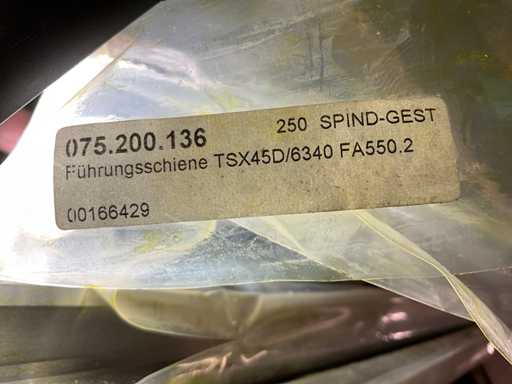 075.200.136 250 SPIND-GEST
Führungsschiene TSX45D/6340 FA550.2
00166429